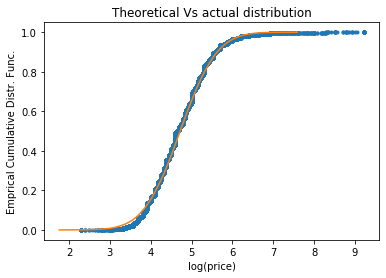 Theoretical Vs actual distribution
Emprical Cumulative Distr. Func.
1.0
0.8
0.6
0.4
0.2
0.0
2 3 4 5 6 7 8 9
log(price)